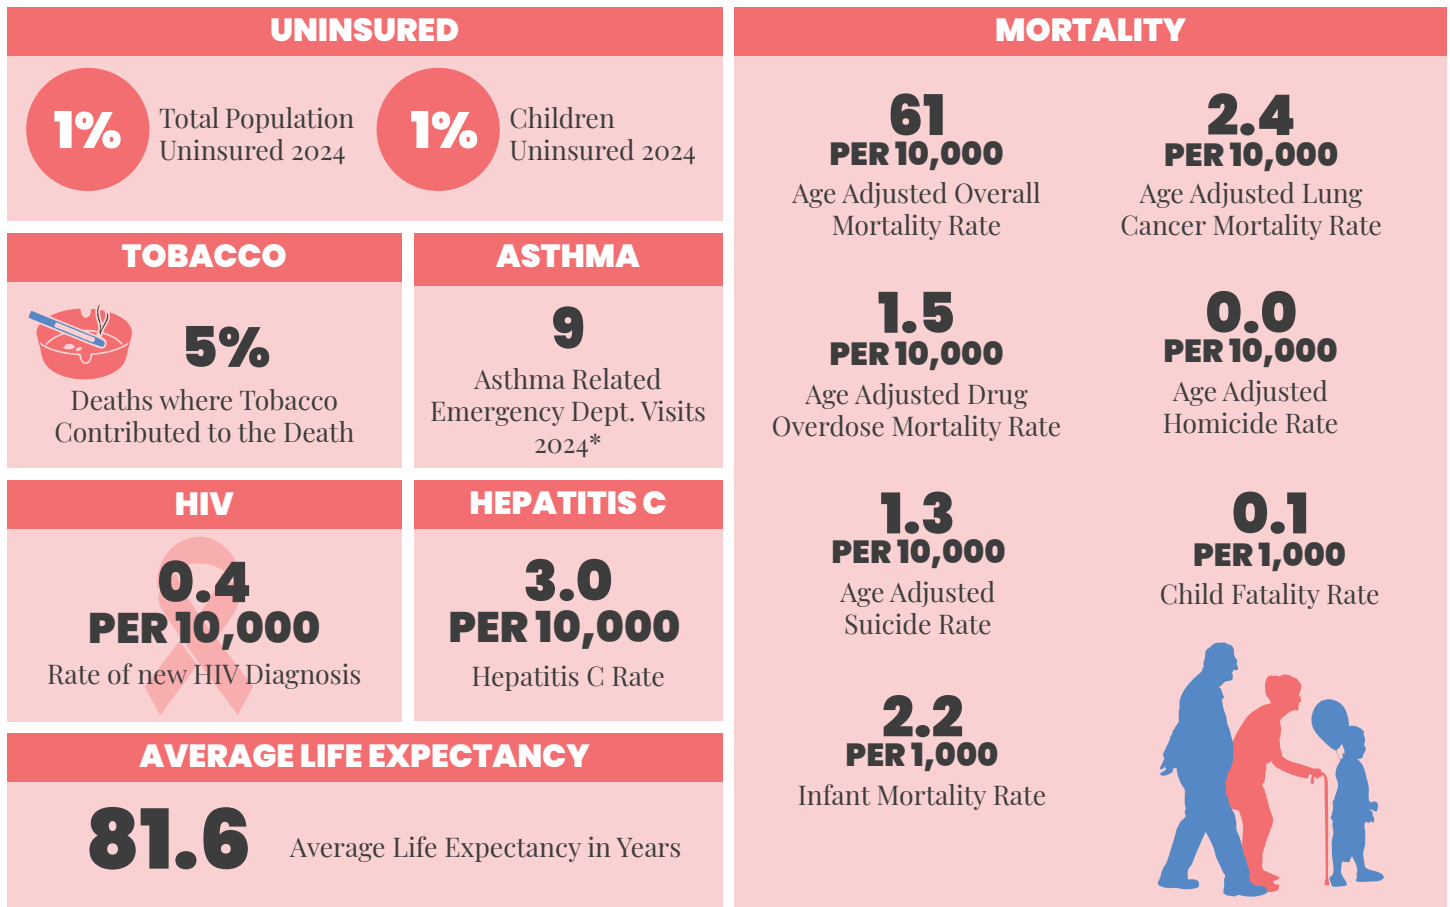 UNINSURED
1%
Total Population
Uninsured 2024
1%
Children
Uninsured 2024
TOBACCO
5%
Deaths where Tobacco
Contributed to the Death
ASTHMA
9
Asthma Related
Emergency Dept. Visits
2024*
HIV
0.4
PER 10,000
Rate of new HIV Diagnosis
HEPATITIS C
3.0
PER 10,000
Hepatitis C Rate
AVERAGE LIFE EXPECTANCY
81.6
Average Life Expectancy in Years
MORTALITY
61
PER 10,000
Age Adjusted Overall
Mortality Rate
2.4
PER 10,000
Age Adjusted Lung
Cancer Mortality Rate
1.5
PER 10,000
Age Adjusted Drug
Overdose Mortality Rate
0.0
PER 10,000
Age Adjusted
Homicide Rate
1.3
PER 10,000
Age Adjusted
Suicide Rate
0.1
PER 1,000
Child Fatality Rate
2.2
PER 1,000
Infant Mortality Rate